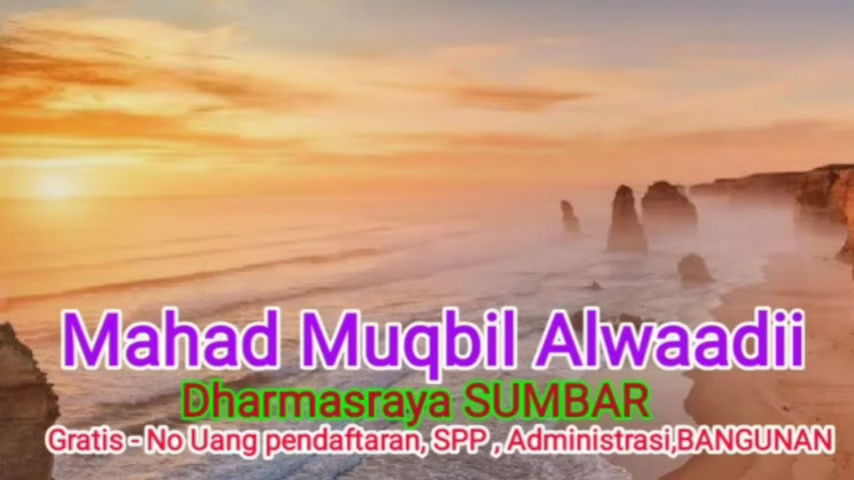 Mahad Muqbil Alwaadii
Dharmasraya SUMBAR
Gratis - No Uang pendaftaran, SPP , Administrasi,BANGUNAN